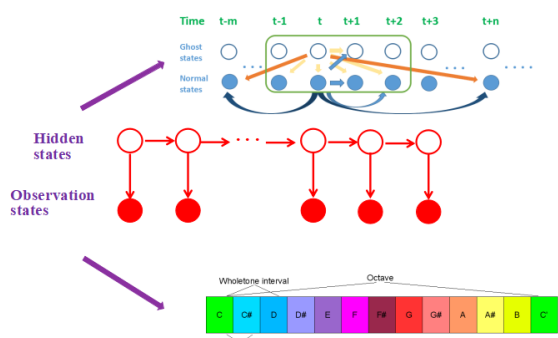 Time t-m t-1 t t+1 t+2 t+3 t+n
Ghost
states
Normal
states
Hidden
states
Observation
states
Wholetone interval Octave
C C# D D# E F F# G G# A A# B C'